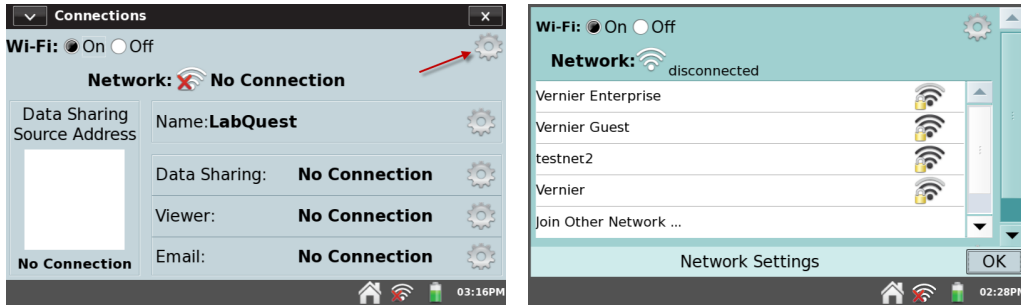 Connections
x
Wi-Fi: On Off
Network: No Connection
Data Sharing
Source Address
No Connection
Name:LabQuest
Data Sharing: No Connection
Viewer: No Connection
Email: No Connection
03:16PM
Wi-Fi: On Off
Network: disconnected
Vernier Enterprise
Vernier Guest
testnet2
Vernier
Join Other Network ...
Network Settings
OK
02:28PM